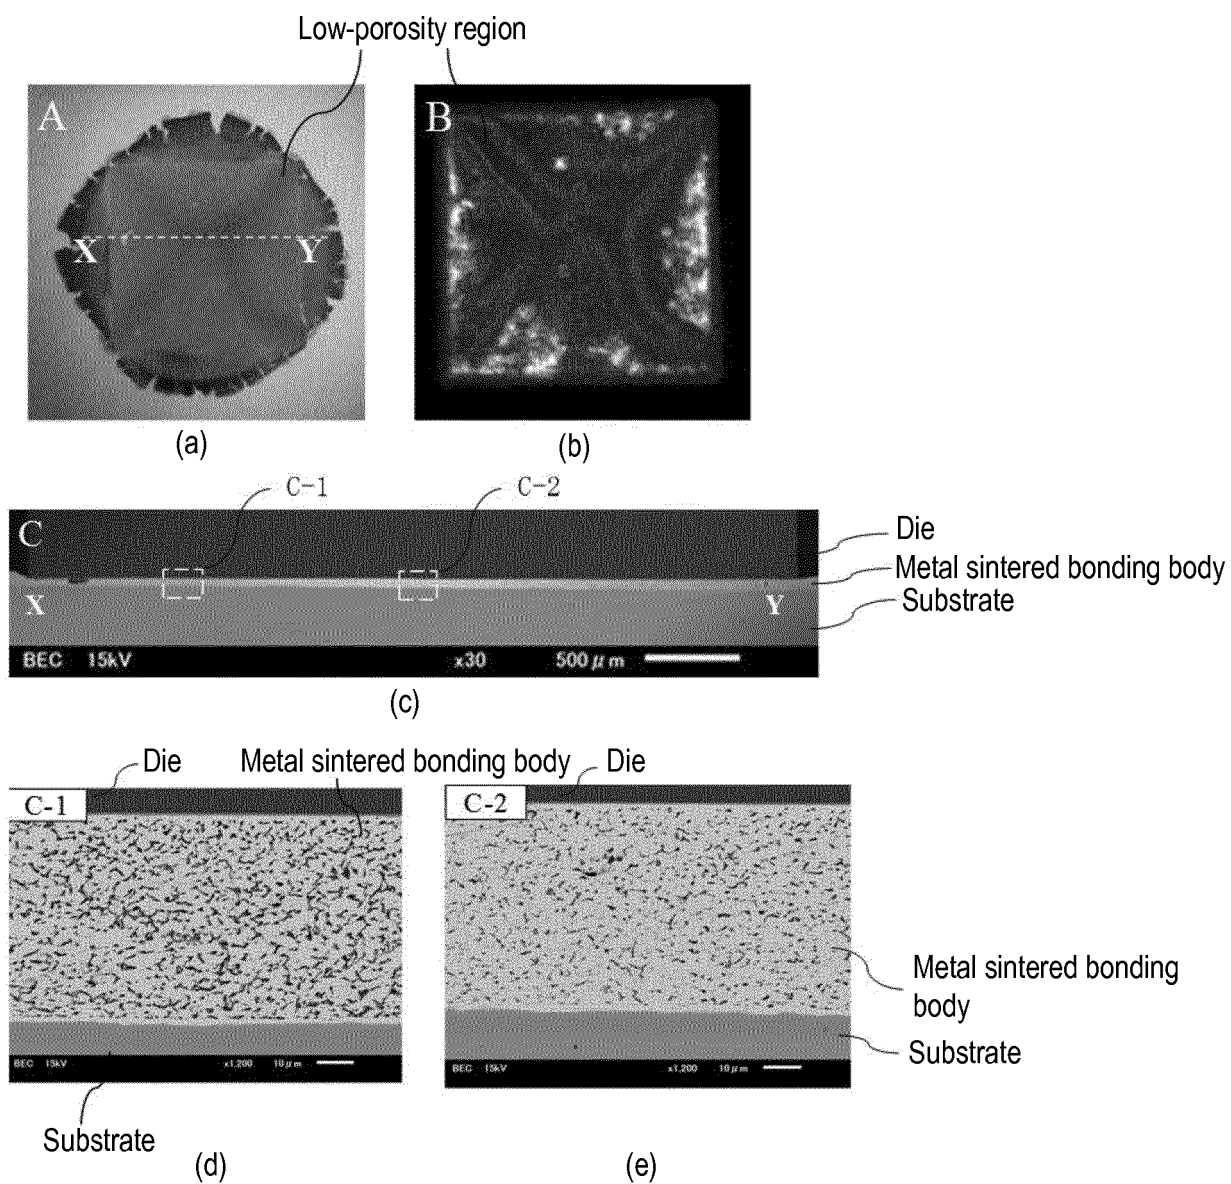 Low-porosity region
A
B
X
Y
(a)
(b)
C-1
C-2
C
Die
Metal sintered bonding body
Substrate
X
Y
BEC 15kV x30 500 μm
(c)
Die
Metal sintered bonding body
Die
C-1
C-2
Metal sintered bonding
body
Substrate
BEC 15kV x1,200 10 μm
BEC 15kV x1,200 10 μm
Substrate
(d)
(e)